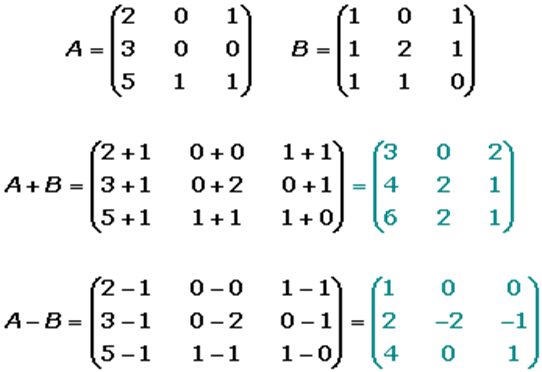 A = (2 0 1) B = (1 0 1)
(3 0 0) (1 2 1)
(5 1 1) (1 1 0)
A + B = (2 + 1 0 + 0 1 + 1) = (3 0 2)
(3 + 1 0 + 2 0 + 1) (4 2 1)
(5 + 1 1 + 1 1 + 0) (6 2 1)
A − B = (2 − 1 0 − 0 1 − 1) = (1 0 0)
(3 − 1 0 − 2 0 − 1) (2 −2 −1)
(5 − 1 1 − 1 1 − 0) (4 0 1)